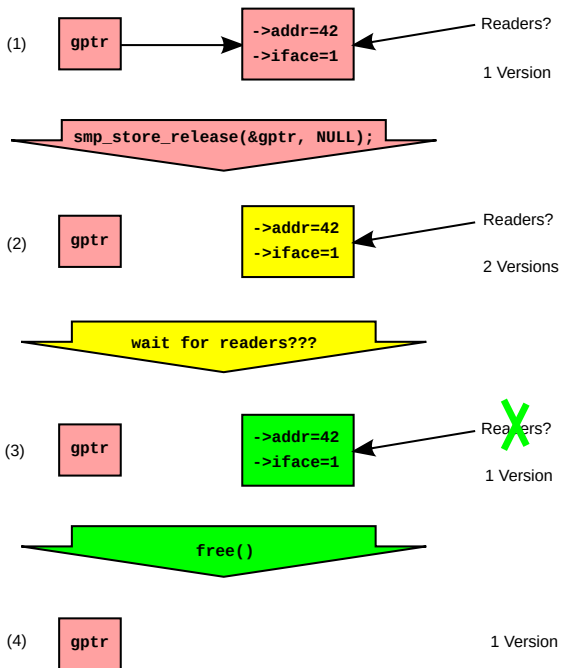 (1)
gptr
->addr=42
->iface=1
Readers?
1 Version
smp_store_release(&gptr, NULL);
(2)
gptr
->addr=42
->iface=1
Readers?
2 Versions
wait for readers???
(3)
gptr
->addr=42
->iface=1
Readers?
1 Version
free()
(4)
gptr
1 Version